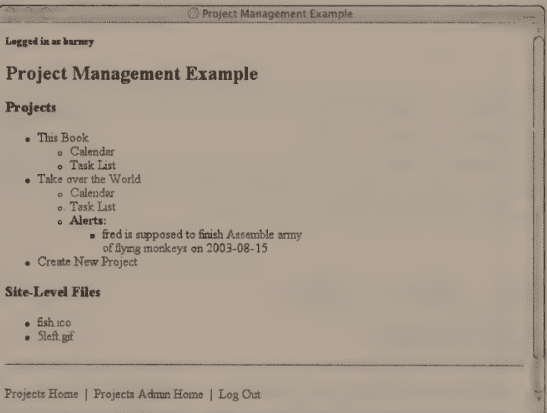 Project Management Example
Logged in as barney
Project Management Example
Projects
This Book
Calendar
Task List
Take over the World
Calendar
Task List
Alerts:
fred is supposed to finish Assemble army
of flying monkeys on 2003-08-15
Create New Project
Site-Level Files
fish.ico
5left.gif
Projects Home | Projects Admin Home | Log Out